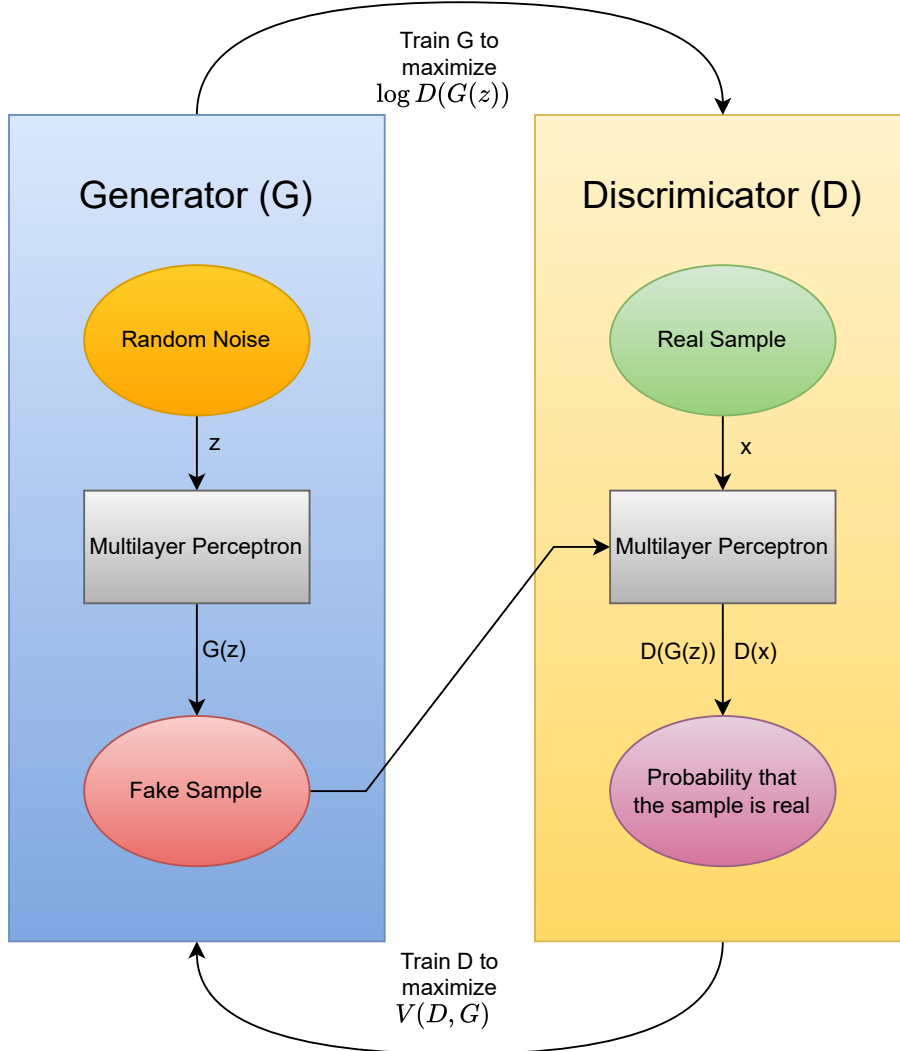 Train G to
maximize
log D(G(z))
Generator (G)
Discrimicator (D)
Random Noise
Real Sample
z
x
Multilayer Perceptron
Multilayer Perceptron
G(z)
D(G(z))
D(x)
Fake Sample
Probability that
the sample is real
Train D to
maximize
V(D, G)